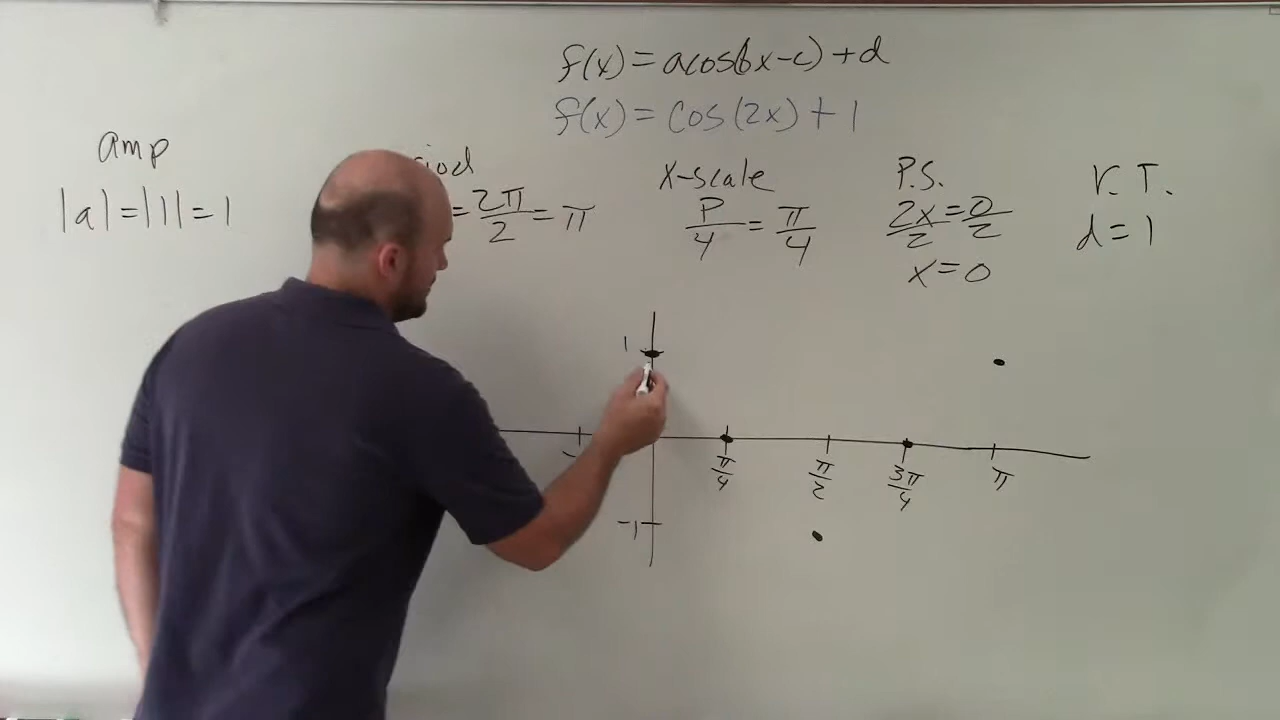 f(x) = a cos(bx - c) + d
f(x) = cos(2x) + 1
amp
|a| = |1| = 1
= 2π/2 = π
x-scale
P/4 = π/4
P.S.
2x/2 = 0/2
x = 0
V.T.
d = 1
1
π/4 π/2 3π/4 π
-1